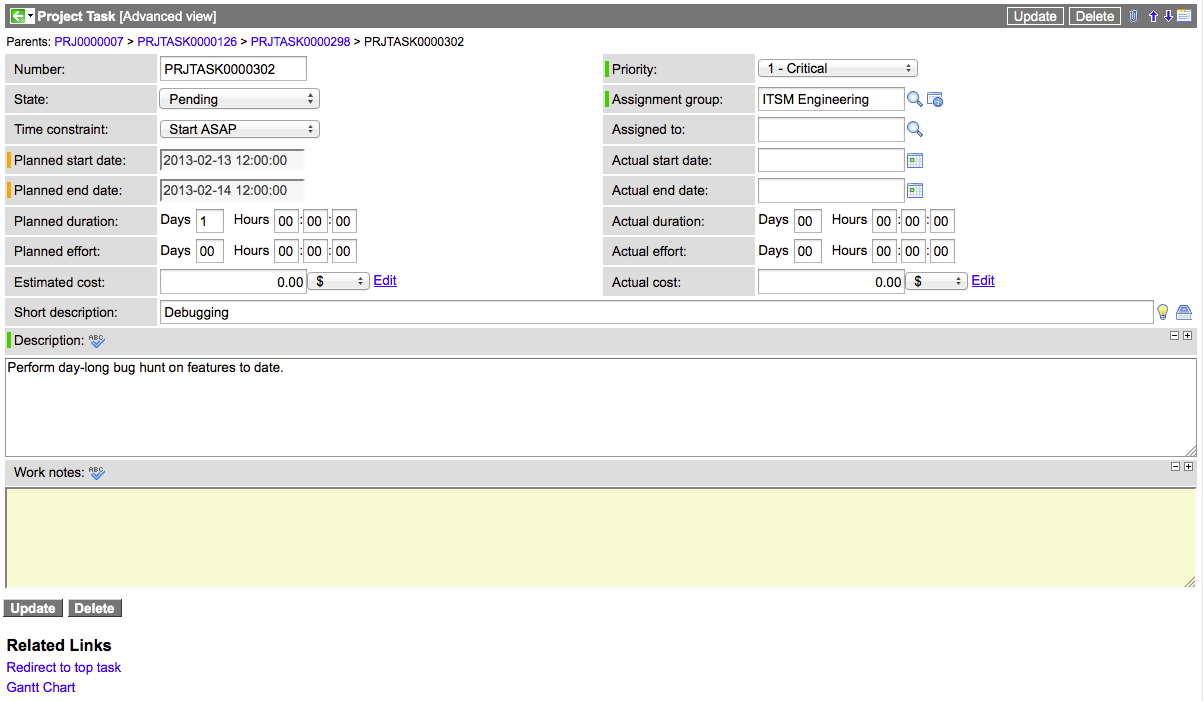 Project Task [Advanced view] Update Delete
Parents: PRJ0000007 > PRJTASK0000126 > PRJTASK0000298 > PRJTASK0000302
Number: PRJTASK0000302 Priority: 1 - Critical
State: Pending Assignment group: ITSM Engineering
Time constraint: Start ASAP Assigned to:
Planned start date: 2013-02-13 12:00:00 Actual start date:
Planned end date: 2013-02-14 12:00:00 Actual end date:
Planned duration: Days 1 Hours 00 : 00 : 00 Actual duration: Days 00 Hours 00 : 00 : 00
Planned effort: Days 00 Hours 00 : 00 : 00 Actual effort: Days 00 Hours 00 : 00 : 00
Estimated cost: 0.00 $ Edit Actual cost: 0.00 $ Edit
Short description: Debugging
Description: ABC
Perform day-long bug hunt on features to date.
Work notes: ABC
Update Delete
Related Links
Redirect to top task
Gantt Chart